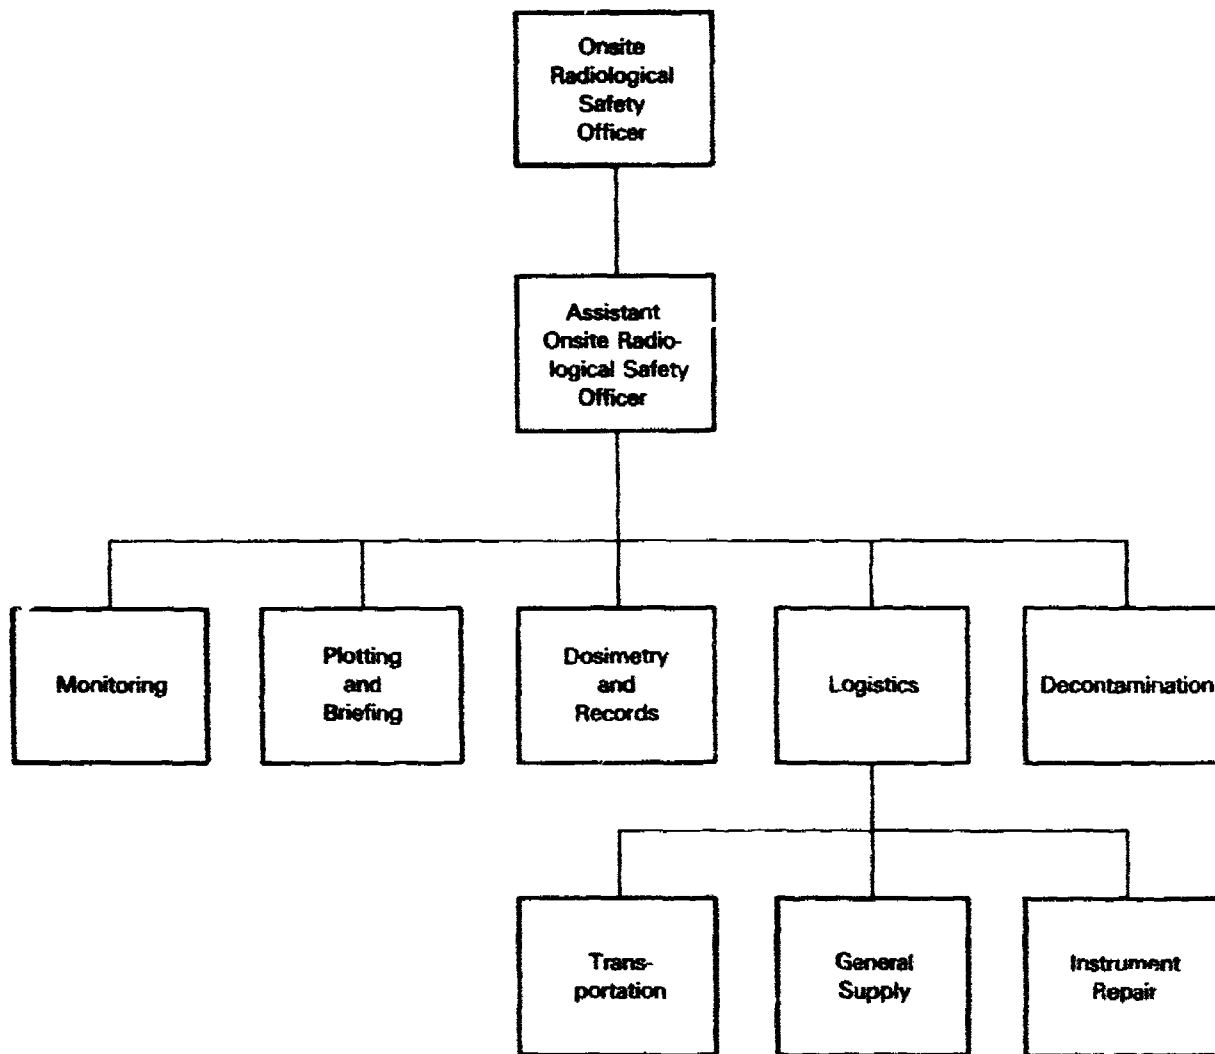 Onsite
Radiological
Safety
Officer
Assistant
Onsite Radio-
logical Safety
Officer
Monitoring
Plotting
and
Briefing
Dosimetry
and
Records
Logistics
Decontamination
Trans-
portation
General
Supply
Instrument
Repair